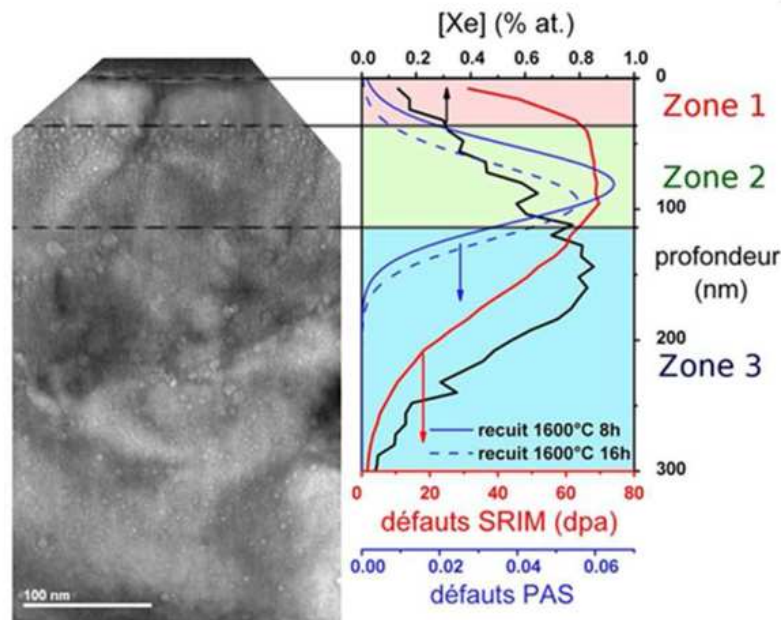 [Xe] (% at.)
0.0 0.2 0.4 0.6 0.8 1.0
0
Zone 1
Zone 2
100
profondeur
(nm)
200
Zone 3
recuit 1600°C 8h
recuit 1600°C 16h
300
0 20 40 60 80
défauts SRIM (dpa)
0.00 0.02 0.04 0.06
défauts PAS
100 nm